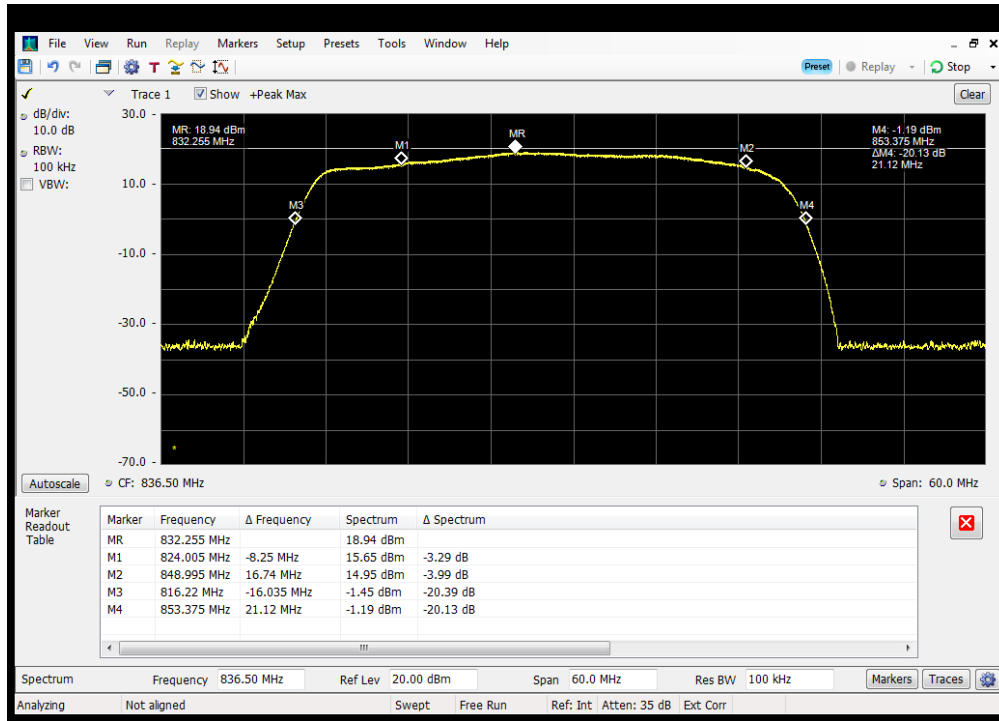 File View Run Replay Markers Setup Presets Tools Window Help
T Preset Replay Stop
Trace 1 Show +Peak Max Clear
dB/div:
10.0 dB
RBW:
100 kHz
VBW:
30.0
10.0
-10.0
-30.0
-50.0
-70.0
MR: 18.94 dBm
832.255 MHz
M4: -1.19 dBm
853.375 MHz
ΔM4: -20.13 dB
21.12 MHz
M1
MR
M2
M3
M4
*
Autoscale CF: 836.50 MHz Span: 60.0 MHz
Marker
Readout
Table
Marker Frequency Δ Frequency Spectrum Δ Spectrum
MR 832.255 MHz 18.94 dBm
M1 824.005 MHz -8.25 MHz 15.65 dBm -3.29 dB
M2 848.995 MHz 16.74 MHz 14.95 dBm -3.99 dB
M3 816.22 MHz -16.035 MHz -1.45 dBm -20.39 dB
M4 853.375 MHz 21.12 MHz -1.19 dBm -20.13 dB
Spectrum Frequency 836.50 MHz Ref Lev 20.00 dBm Span 60.0 MHz Res BW 100 kHz Markers Traces
Analyzing Not aligned Swept Free Run Ref: Int Atten: 35 dB Ext Corr